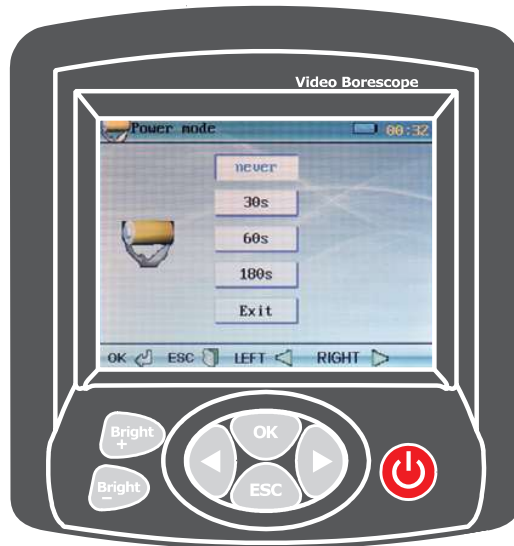 Video Borescope
Power mode 00:32
never
30s
60s
180s
Exit
OK ESC LEFT RIGHT
Bright
+
OK
Bright
−
ESC